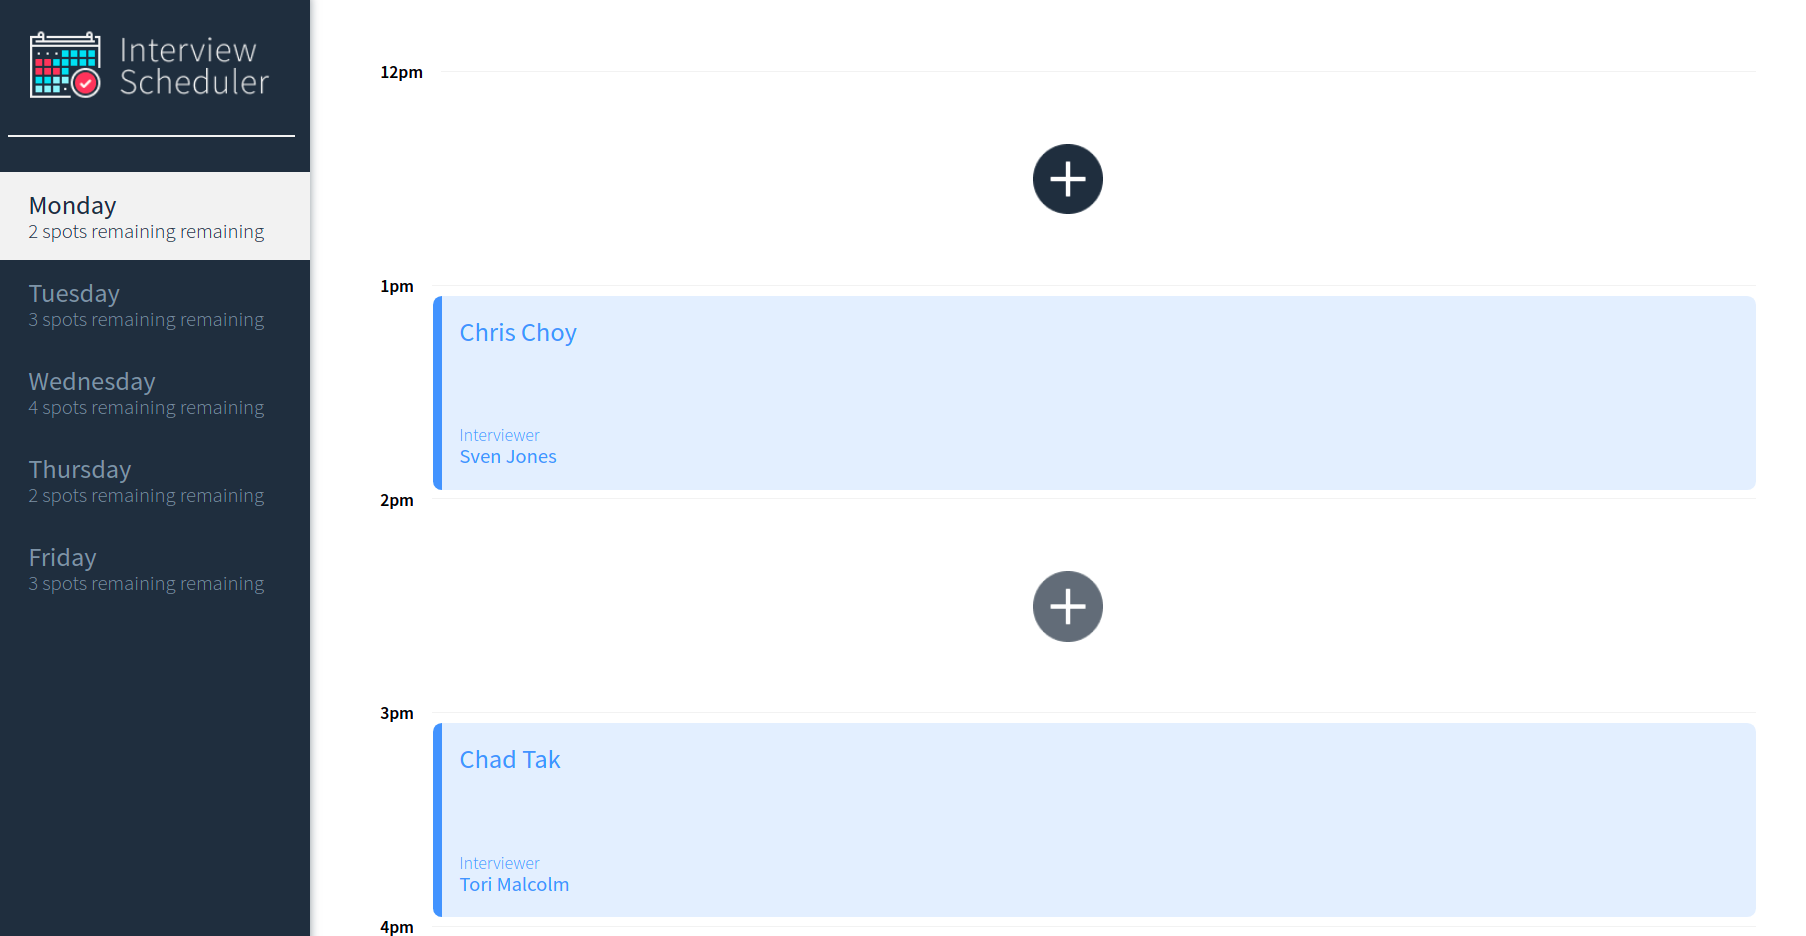 Interview
Scheduler
Monday
2 spots remaining remaining
Tuesday
3 spots remaining remaining
Wednesday
4 spots remaining remaining
Thursday
2 spots remaining remaining
Friday
3 spots remaining remaining
12pm
1pm
Chris Choy
Interviewer
Sven Jones
2pm
3pm
Chad Tak
Interviewer
Tori Malcolm
4pm